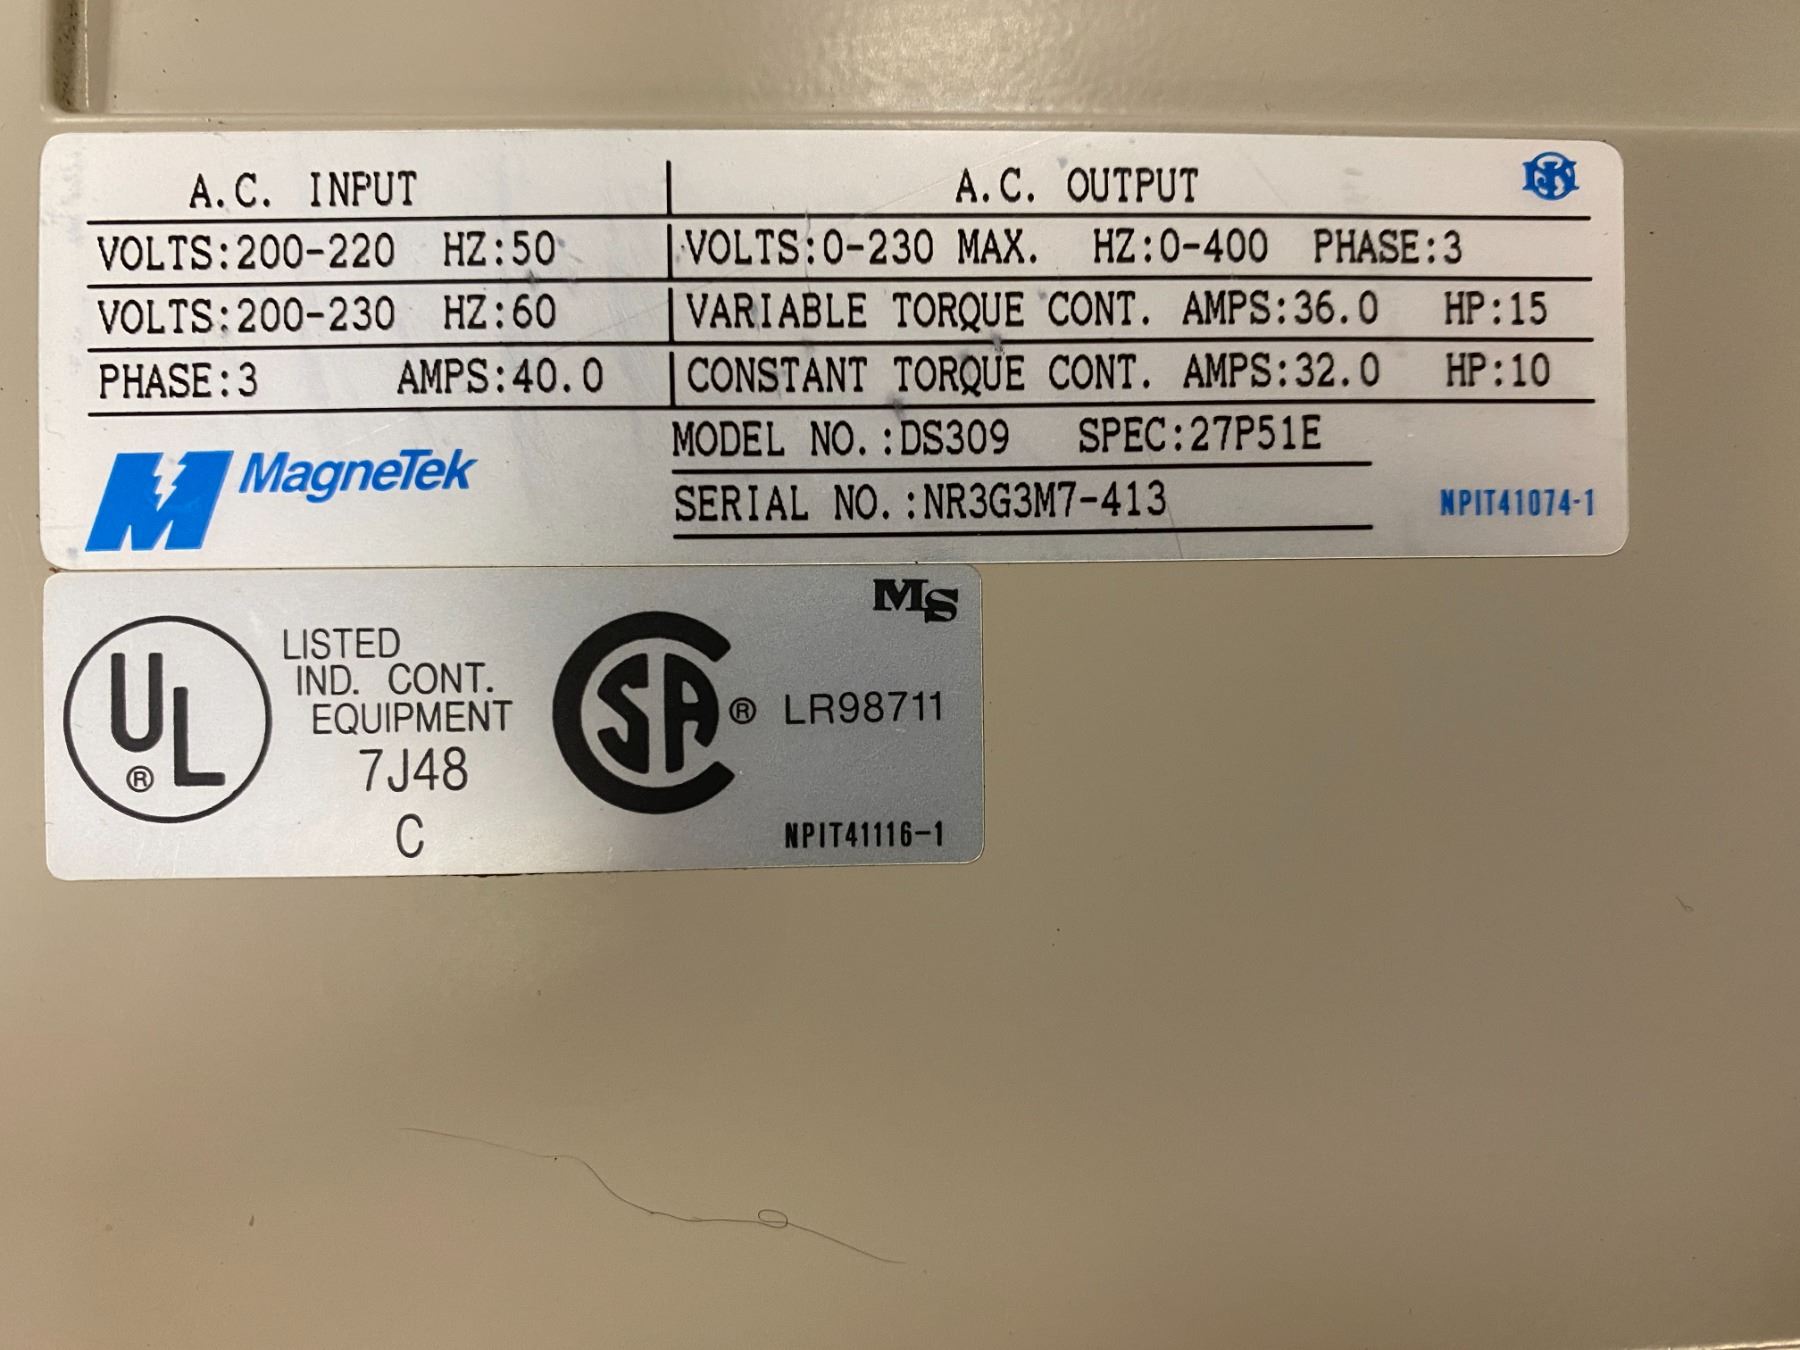 A.C. INPUT A.C. OUTPUT
VOLTS:200-220 HZ:50 VOLTS:0-230 MAX. HZ:0-400 PHASE:3
VOLTS:200-230 HZ:60 VARIABLE TORQUE CONT. AMPS:36.0 HP:15
PHASE:3 AMPS:40.0 CONSTANT TORQUE CONT. AMPS:32.0 HP:10
MODEL NO.:DS309 SPEC:27P51E
MagneTek
SERIAL NO.:NR3G3M7-413 NPIT41074-1
MS
UL ®
LISTED
IND. CONT.
EQUIPMENT
7J48
C
CSA ® LR98711
NPIT41116-1